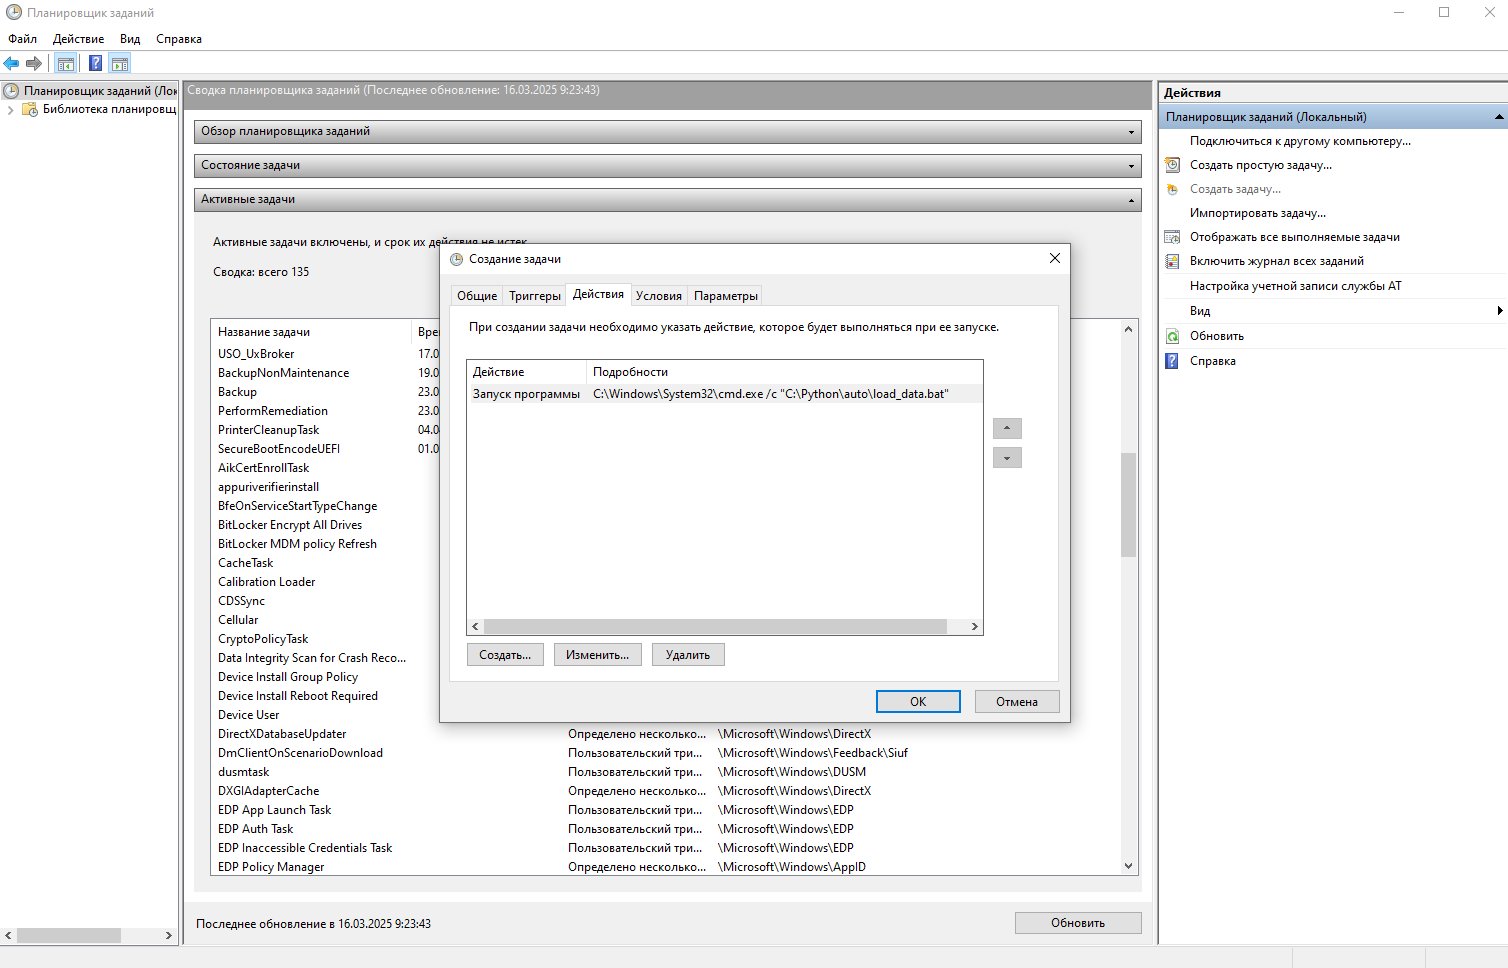 Планировщик заданий
Файл Действие Вид Справка
Планировщик заданий (Лок
Библиотека планировщ
Сводка планировщика заданий (Последнее обновление: 16.03.2025 9:23:43)
Обзор планировщика заданий
Состояние задачи
Активные задачи
Активные задачи включены, и срок их действия не истек.
Сводка: всего 135
Название задачи Вре
USO_UxBroker 17.0
BackupNonMaintenance 19.0
Backup 23.0
PerformRemediation 23.0
PrinterCleanupTask 04.0
SecureBootEncodeUEFI 01.0
AikCertEnrollTask
appuriverifierinstall
BfeOnServiceStartTypeChange
BitLocker Encrypt All Drives
BitLocker MDM policy Refresh
CacheTask
Calibration Loader
CDSSync
Cellular
CryptoPolicyTask
Data Integrity Scan for Crash Reco...
Device Install Group Policy
Device Install Reboot Required
Device User
DirectXDatabaseUpdater Определено несколько... \Microsoft\Windows\DirectX
DmClientOnScenarioDownload Пользовательский три... \Microsoft\Windows\Feedback\Siuf
dusmtask Пользовательский три... \Microsoft\Windows\DUSM
DXGIAdapterCache Определено несколько... \Microsoft\Windows\DirectX
EDP App Launch Task Пользовательский три... \Microsoft\Windows\EDP
EDP Auth Task Пользовательский три... \Microsoft\Windows\EDP
EDP Inaccessible Credentials Task Пользовательский три... \Microsoft\Windows\EDP
EDP Policy Manager Определено несколько... \Microsoft\Windows\AppID
Последнее обновление в 16.03.2025 9:23:43
Обновить
Создание задачи
Общие Триггеры Действия Условия Параметры
При создании задачи необходимо указать действие, которое будет выполняться при ее запуске.
Действие Подробности
Запуск программы C:\Windows\System32\cmd.exe /c "C:\Python\auto\load_data.bat"
Создать... Изменить... Удалить
ОК Отмена
Действия
Планировщик заданий (Локальный)
Подключиться к другому компьютеру...
Создать простую задачу...
Создать задачу...
Импортировать задачу...
Отображать все выполняемые задачи
Включить журнал всех заданий
Настройка учетной записи службы AT
Вид
Обновить
Справка